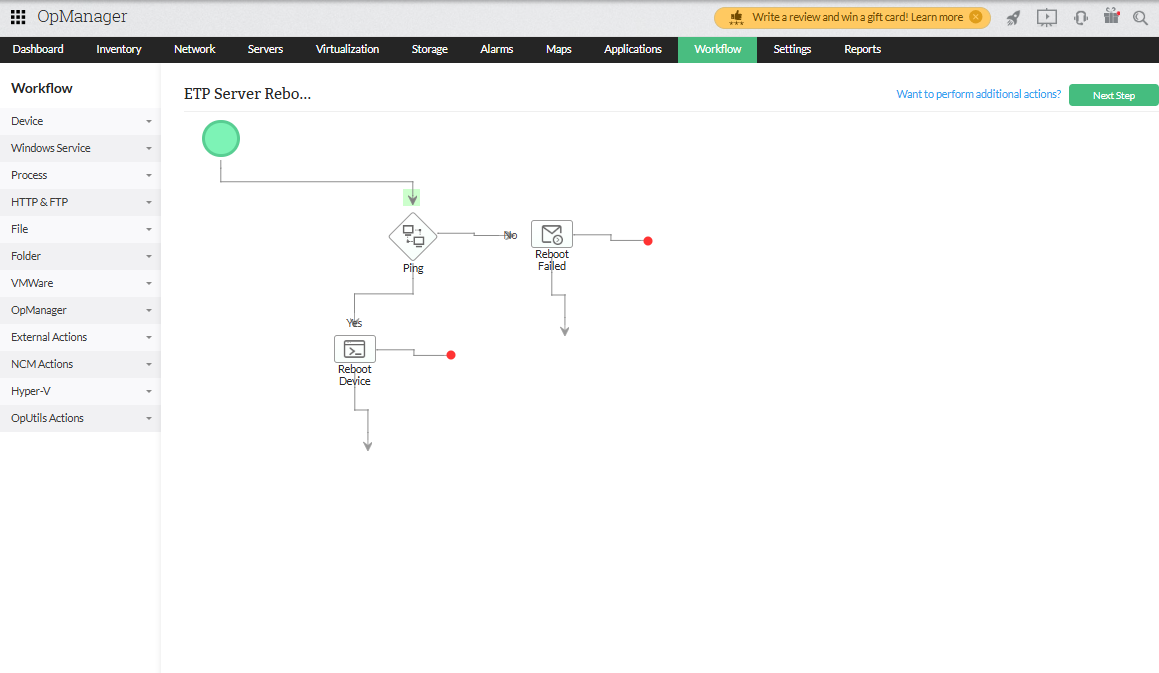 OpManager
Write a review and win a gift card! Learn more
Dashboard Inventory Network Servers Virtualization Storage Alarms Maps Applications Workflow Settings Reports
Workflow
ETP Server Rebo...
Want to perform additional actions?
Next Step
Device
Windows Service
Process
HTTP & FTP
File
Folder
VMWare
OpManager
External Actions
NCM Actions
Hyper-V
OpUtils Actions
No
Reboot
Failed
Ping
Yes
Reboot
Device